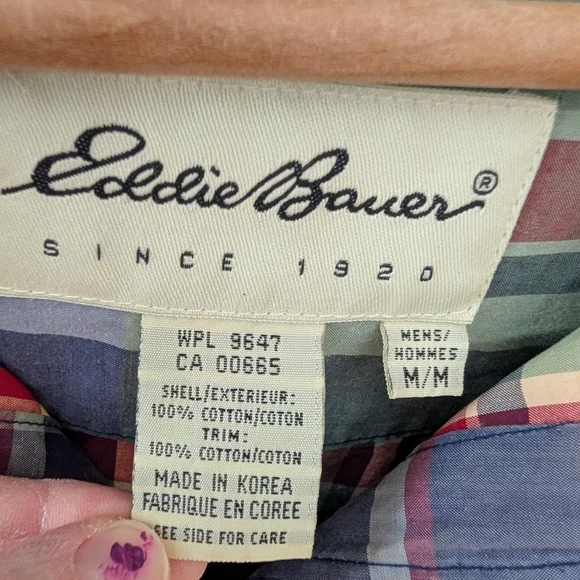 Eddie Bauer®
SINCE 1920
WPL 9647
CA 00665
SHELL/EXTERIEUR:
100% COTTON/COTON
TRIM:
100% COTTON/COTON
MADE IN KOREA
FABRIQUE EN COREE
SEE SIDE FOR CARE
MENS/
HOMMES
M/M